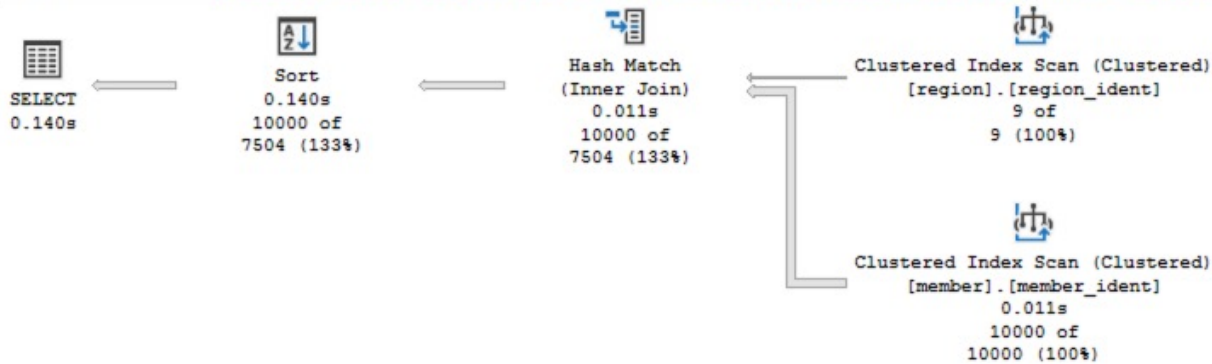 SELECT
0.140s
Sort
0.140s
10000 of
7504 (133%)
Hash Match
(Inner Join)
0.011s
10000 of
7504 (133%)
Clustered Index Scan (Clustered)
[region].[region_ident]
9 of
9 (100%)
Clustered Index Scan (Clustered)
[member].[member_ident]
0.011s
10000 of
10000 (100%)